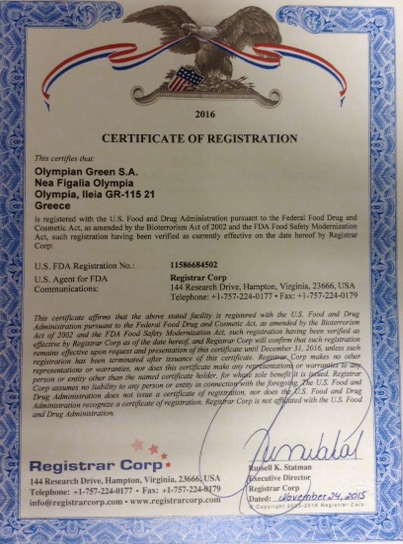 2016
CERTIFICATE OF REGISTRATION
This certifies that:
Olympian Green S.A.
Nea Figalia Olympia
Olympia, Ileia GR-115 21
Greece
is registered with the U.S. Food and Drug Administration pursuant to the Federal Food Drug and
Cosmetic Act, as amended by the Bioterrorism Act of 2002 and the FDA Food Safety Modernization
Act, such registration having been verified as currently effective on the date hereof by Registrar
Corp:
U.S. FDA Registration No.: 11586684502
U.S. Agent for FDA Registrar Corp
Communications: 144 Research Drive, Hampton, Virginia, 23666, USA
Telephone: +1-757-224-0177 • Fax: +1-757-224-0179
This certificate affirms that the above stated facility is registered with the U.S. Food and Drug
Administration pursuant to the Federal Food Drug and Cosmetic Act, as amended by the Bioterrorism
Act of 2002 and the FDA Food Safety Modernization Act, such registration having been verified as
effective by Registrar Corp as of the date hereof, and Registrar Corp will confirm that such registration
remains effective upon request and presentation of this certificate until December 31, 2016, unless such
registration has been terminated after issuance of this certificate. Registrar Corp makes no other
representations or warranties, nor does this certificate make any representations or warranties to any
person or entity other than the named certificate holder, for whose sole benefit it is issued. Registrar
Corp assumes no liability to any person or entity in connection with the foregoing. The U.S. Food and
Drug Administration does not issue a certificate of registration, nor does the U.S. Food and Drug
Administration recognize a certificate of registration. Registrar Corp is not affiliated with the U.S. Food
and Drug Administration.
Registrar Corp
144 Research Drive, Hampton, Virginia, 23666, USA
Telephone: +1-757-224-0177 • Fax: +1-757-224-0179
info@registrarcorp.com • www.registrarcorp.com
Russell K. Statman
Executive Director
Registrar Corp
Dated: November 24, 2015
© Copyright 2003-2016 Registrar Corp